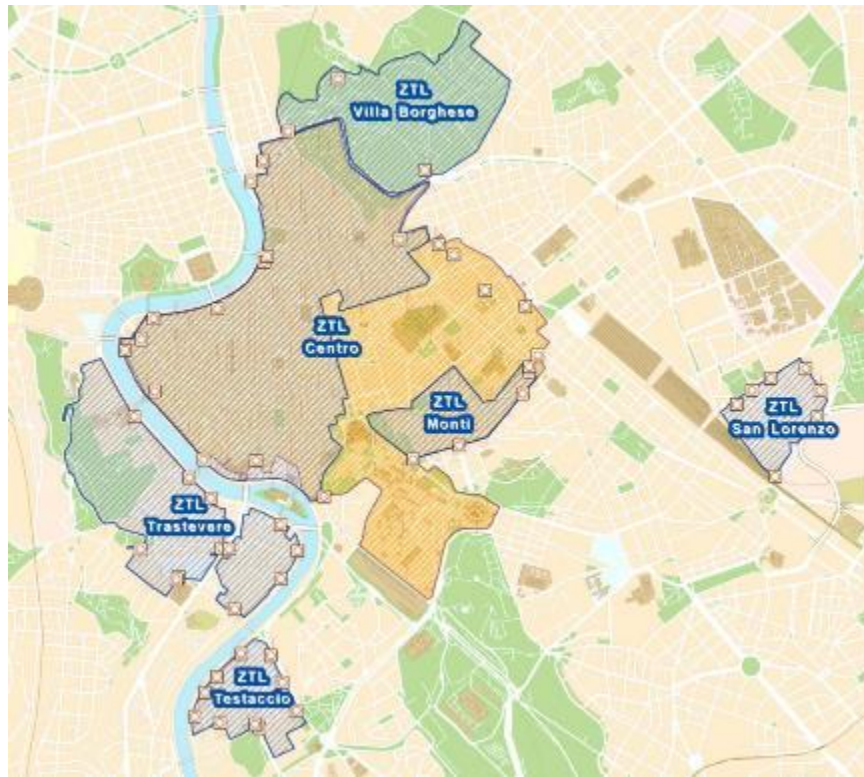 ZTL
Villa Borghese
ZTL
Centro
ZTL
Monti
ZTL
San Lorenzo
ZTL
Trastevere
ZTL
Testaccio